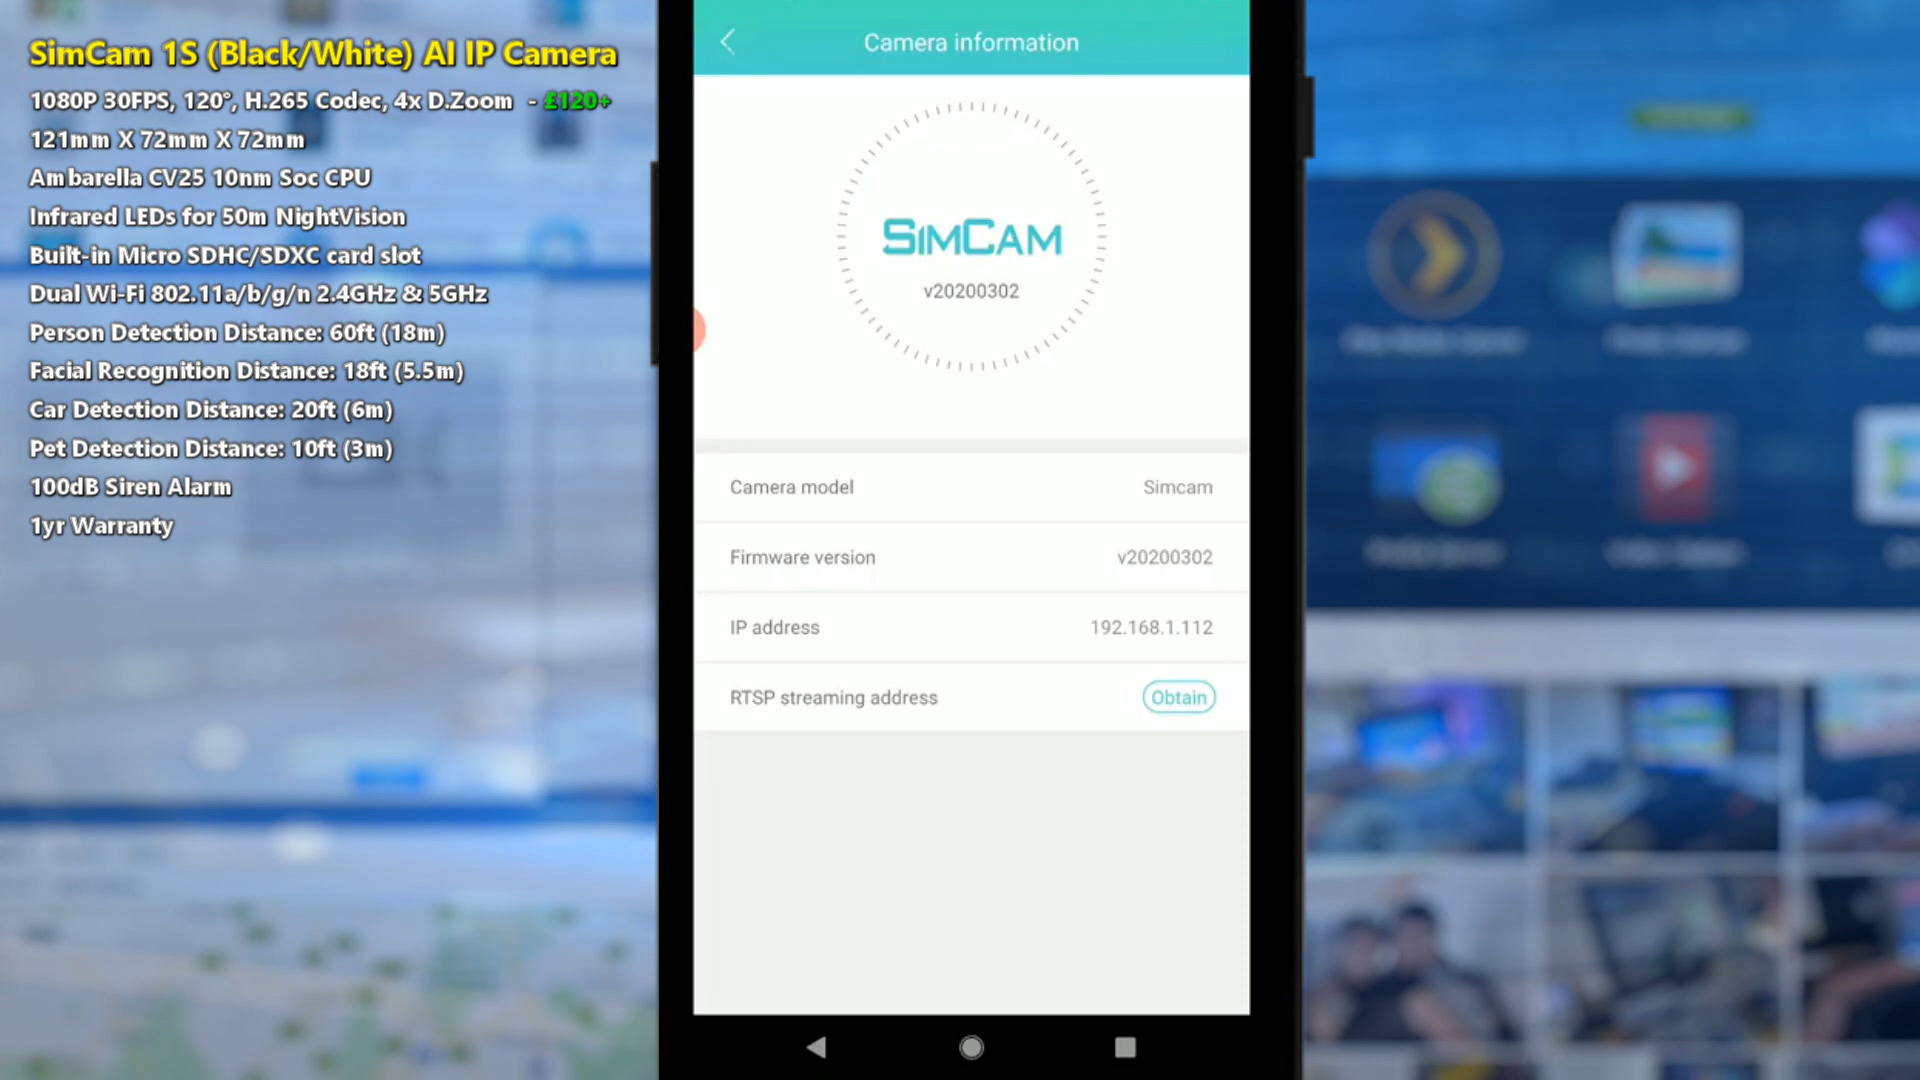 SimCam 1S (Black/White) AI IP Camera
1080P 30FPS, 120°, H.265 Codec, 4x D.Zoom - £120+
121mm X 72mm X 72mm
Ambarella CV25 10nm Soc CPU
Infrared LEDs for 50m NightVision
Built-in Micro SDHC/SDXC card slot
Dual Wi-Fi 802.11a/b/g/n 2.4GHz & 5GHz
Person Detection Distance: 60ft (18m)
Facial Recognition Distance: 18ft (5.5m)
Car Detection Distance: 20ft (6m)
Pet Detection Distance: 10ft (3m)
100dB Siren Alarm
1yr Warranty
Camera information
SIMCAM
v20200302
Camera model Simcam
Firmware version v20200302
IP address 192.168.1.112
RTSP streaming address Obtain